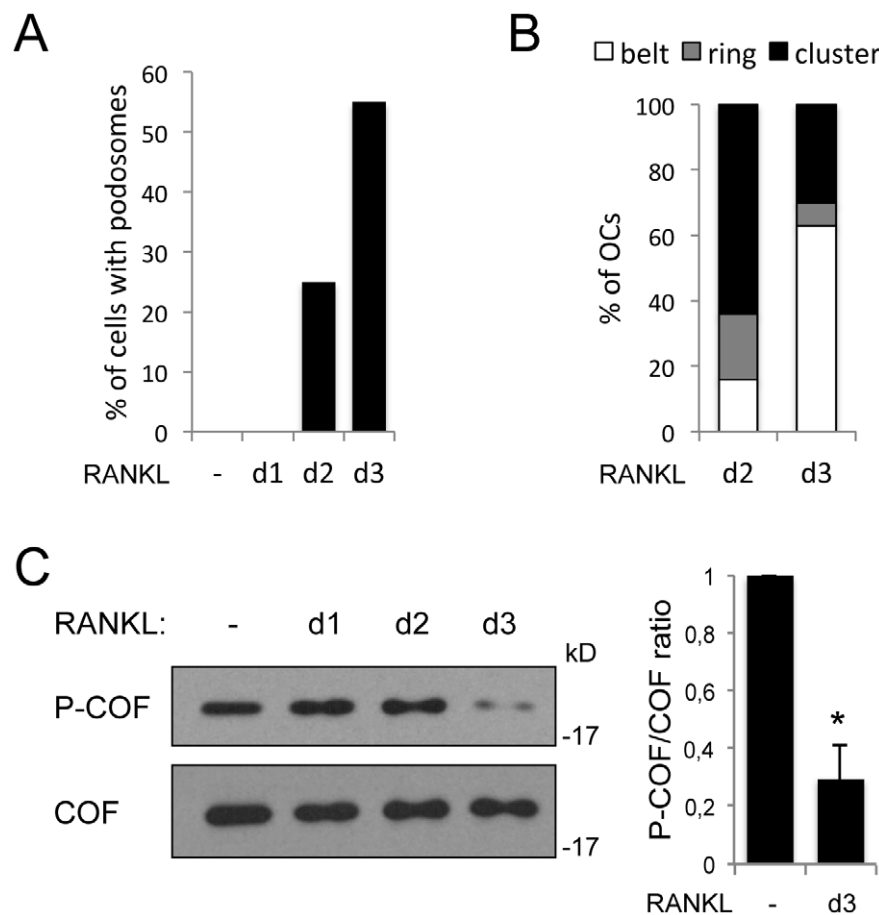 A
% of cells with podosomes
60
50
40
30
20
10
0
RANKL - d1 d2 d3
B
belt ring cluster
% of OCs
100
80
60
40
20
0
RANKL d2 d3
C
RANKL: - d1 d2 d3
kD
P-COF
-17
COF
-17
P-COF/COF ratio
1
0,8
0,6
0,4
0,2
0
*
RANKL - d3